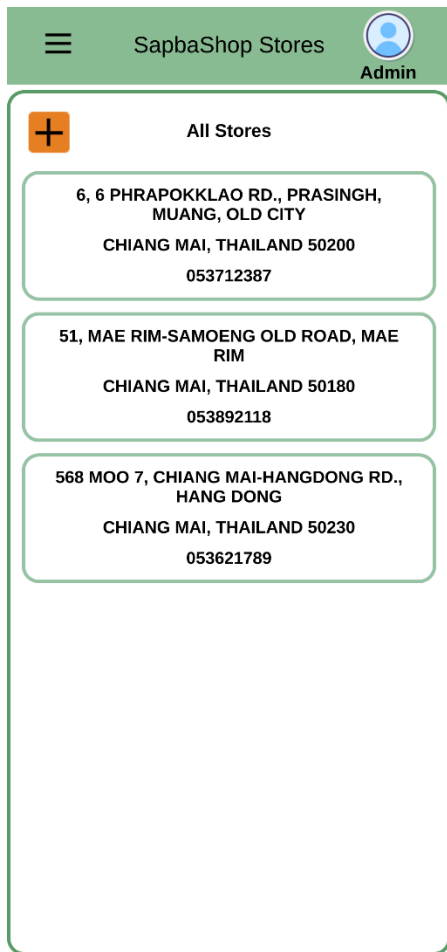 SapbaShop Stores
Admin
All Stores
6, 6 PHRAPOKKLAO RD., PRASINGH,
MUANG, OLD CITY
CHIANG MAI, THAILAND 50200
053712387
51, MAE RIM-SAMOENG OLD ROAD, MAE
RIM
CHIANG MAI, THAILAND 50180
053892118
568 MOO 7, CHIANG MAI-HANGDONG RD.,
HANG DONG
CHIANG MAI, THAILAND 50230
053621789